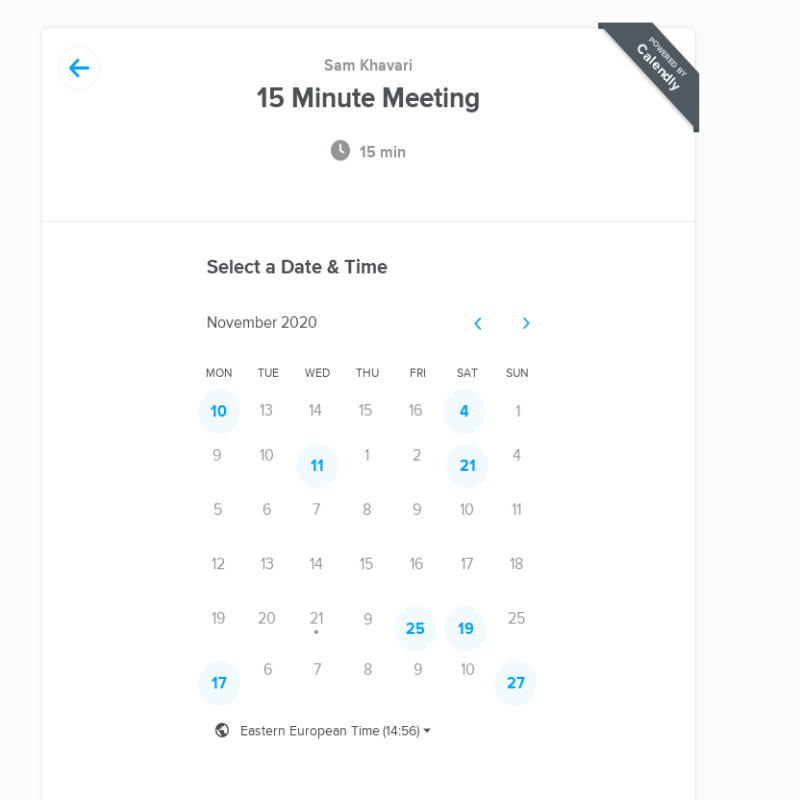 POWERED BY
Calendly
Sam Khavari
15 Minute Meeting
15 min
Select a Date & Time
November 2020
MON TUE WED THU FRI SAT SUN
10 13 14 15 16 4 1
9 10 11 1 2 21 4
5 6 7 8 9 10 11
12 13 14 15 16 17 18
19 20 21 9 25 19 25
17 6 7 8 9 10 27
Eastern European Time (14:56)